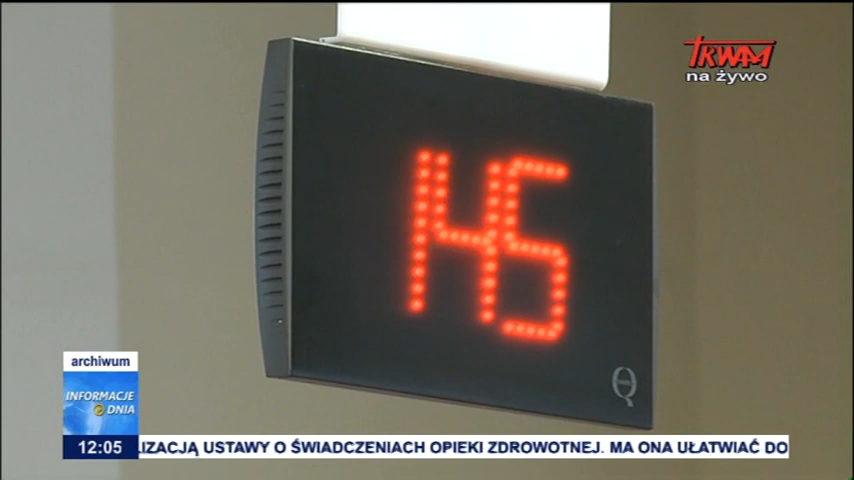 TRWAM
na żywo
145
Q
archiwum
INFORMACJE
DNIA
12:05
LIZACJĄ USTAWY O ŚWIADCZENIACH OPIEKI ZDROWOTNEJ. MA ONA UŁATWIAĆ DO